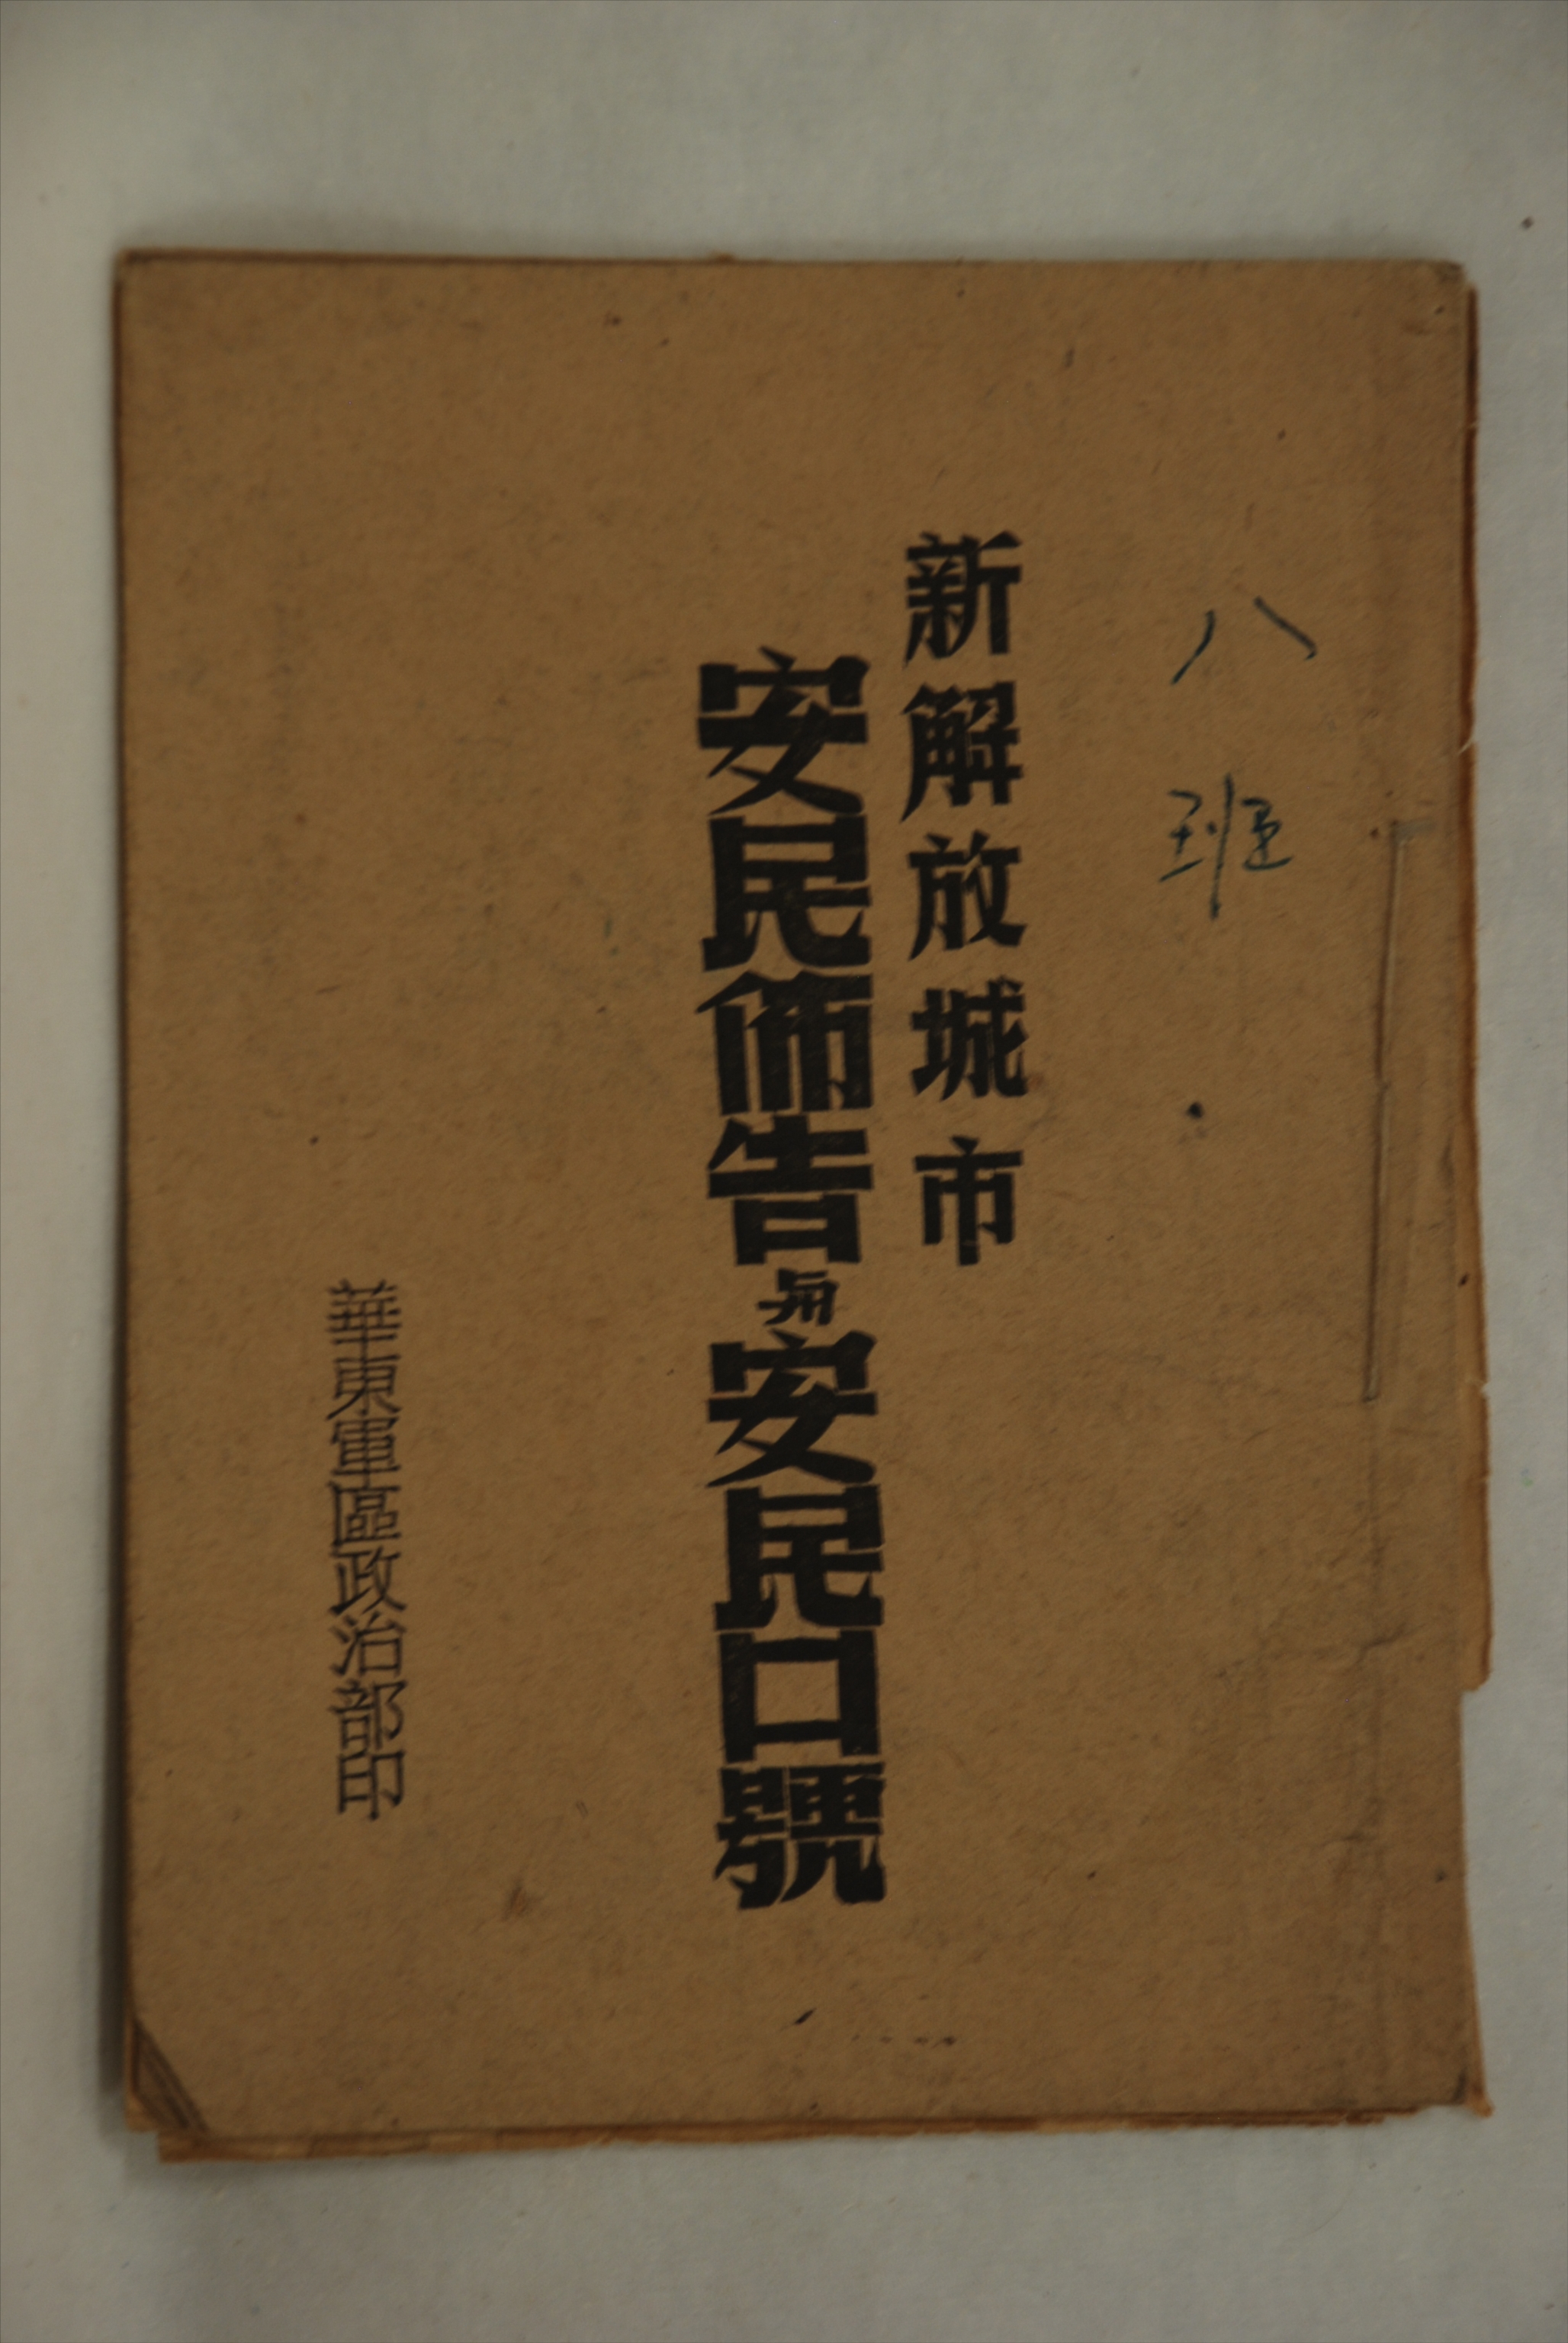 八班
新解放城市
安民佈告与安民口號
華東軍區政治部印